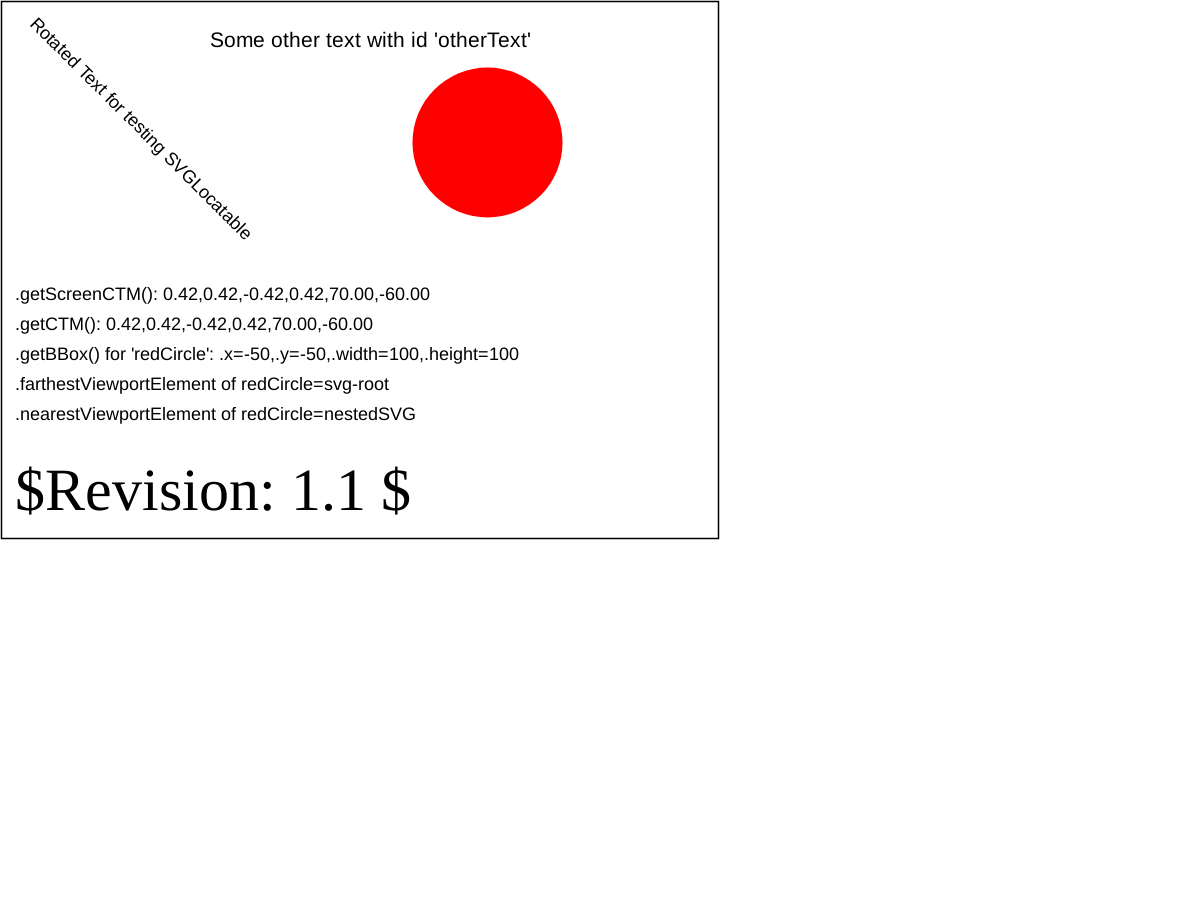 Rotated Text for testing SVGLocatable
Some other text with id 'otherText'
.getScreenCTM(): 0.42,0.42,-0.42,0.42,70.00,-60.00
.getCTM(): 0.42,0.42,-0.42,0.42,70.00,-60.00
.getBBox() for 'redCircle': .x=-50,.y=-50,.width=100,.height=100
.farthestViewportElement of redCircle=svg-root
.nearestViewportElement of redCircle=nestedSVG
$Revision: 1.1 $